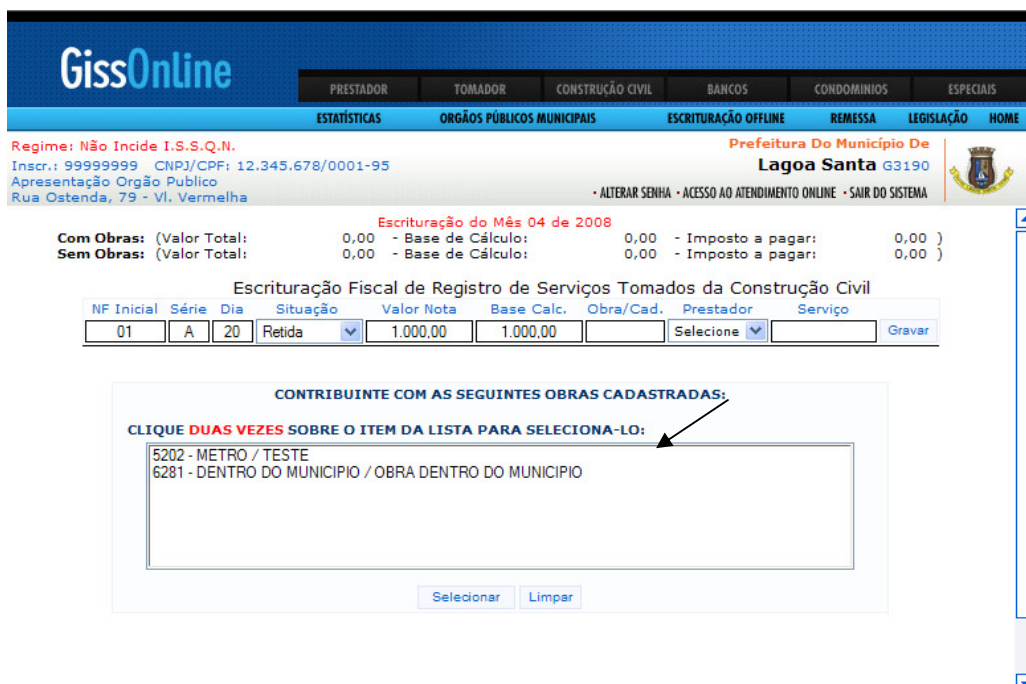 GissOnline
PRESTADOR TOMADOR CONSTRUÇÃO CIVIL BANCOS CONDOMINIOS ESPECIAIS
ESTATÍSTICAS ORGÃOS PÚBLICOS MUNICIPAIS ESCRITURAÇÃO OFFLINE REMESSA LEGISLAÇÃO HOME
Regime: Não Incide I.S.S.Q.N.
Inscr.: 99999999 CNPJ/CPF: 12.345.678/0001-95
Apresentação Orgão Publico
Rua Ostenda, 79 - Vl. Vermelha
Prefeitura Do Município De
Lagoa Santa G3190
• ALTERAR SENHA • ACESSO AO ATENDIMENTO ONLINE • SAIR DO SISTEMA
Escrituração do Mês 04 de 2008
Com Obras: (Valor Total: 0,00 - Base de Cálculo: 0,00 - Imposto a pagar: 0,00 )
Sem Obras: (Valor Total: 0,00 - Base de Cálculo: 0,00 - Imposto a pagar: 0,00 )
Escrituração Fiscal de Registro de Serviços Tomados da Construção Civil
NF Inicial Série Dia Situação Valor Nota Base Calc. Obra/Cad. Prestador Serviço
01 A 20 Retida 1.000,00 1.000,00 Selecione Gravar
CONTRIBUINTE COM AS SEGUINTES OBRAS CADASTRADAS:
CLIQUE DUAS VEZES SOBRE O ITEM DA LISTA PARA SELECIONA-LO:
5202 - METRO / TESTE
6281 - DENTRO DO MUNICIPIO / OBRA DENTRO DO MUNICIPIO
Selecionar Limpar